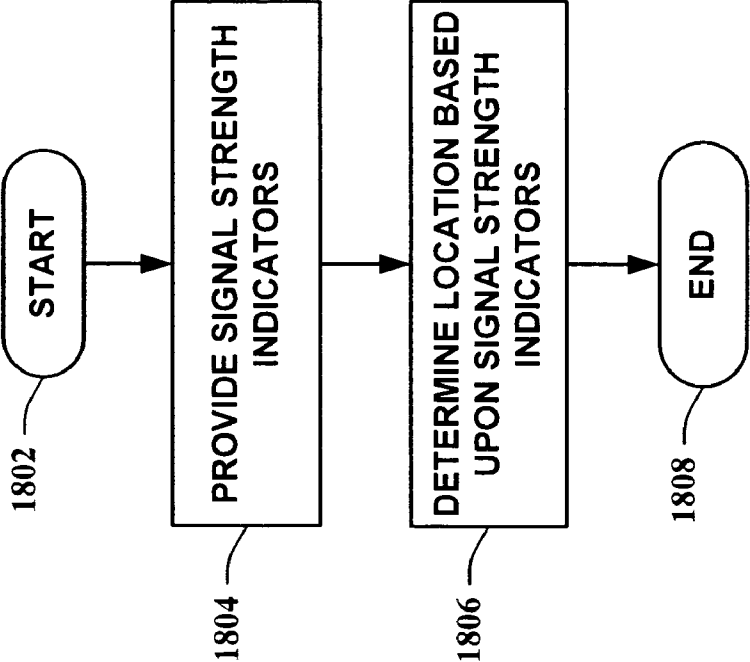 START
1802
PROVIDE SIGNAL STRENGTH
INDICATORS
1804
DETERMINE LOCATION BASED
UPON SIGNAL STRENGTH
INDICATORS
1806
END
1808